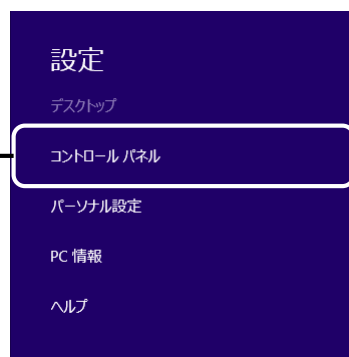 設定
デスクトップ
コントロール パネル
パーソナル設定
PC 情報
ヘルプ